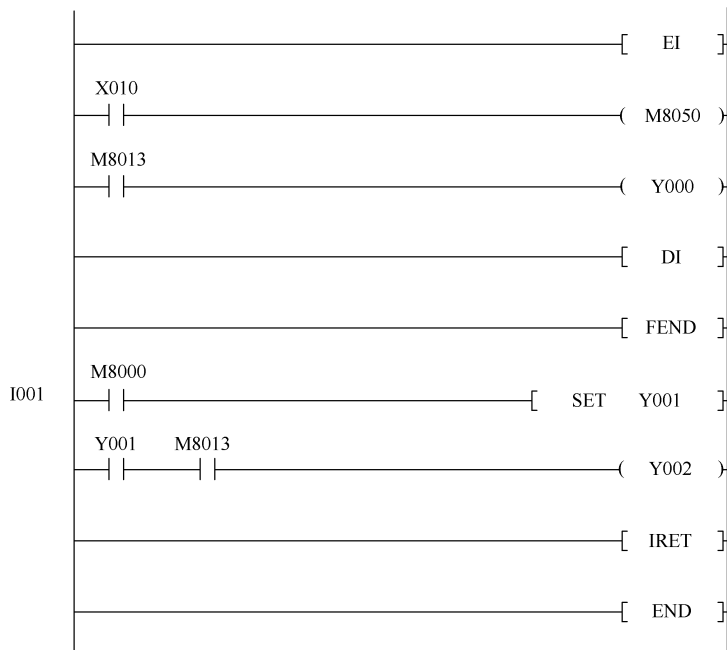 EI
X010
M8050
M8013
Y000
DI
FEND
M8000
I001
SET Y001
Y001 M8013
Y002
IRET
END